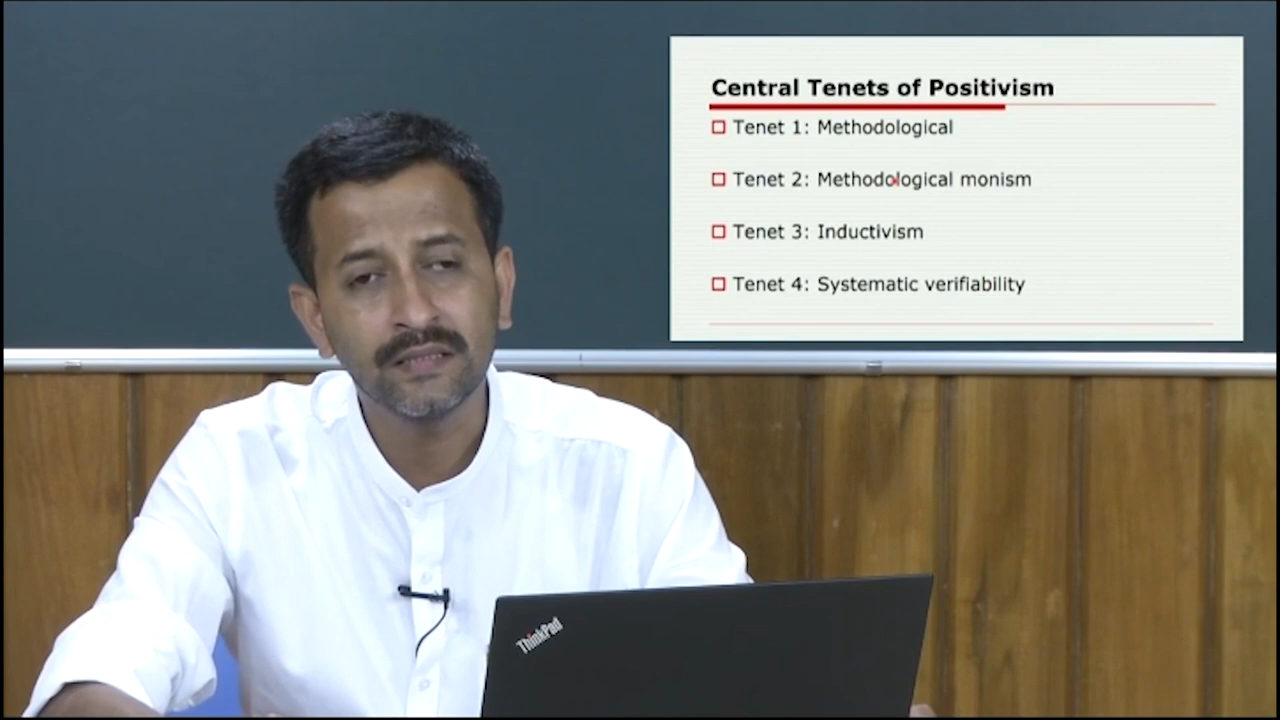 Central Tenets of Positivism
Tenet 1: Methodological
Tenet 2: Methodological monism
Tenet 3: Inductivism
Tenet 4: Systematic verifiability
ThinkPad